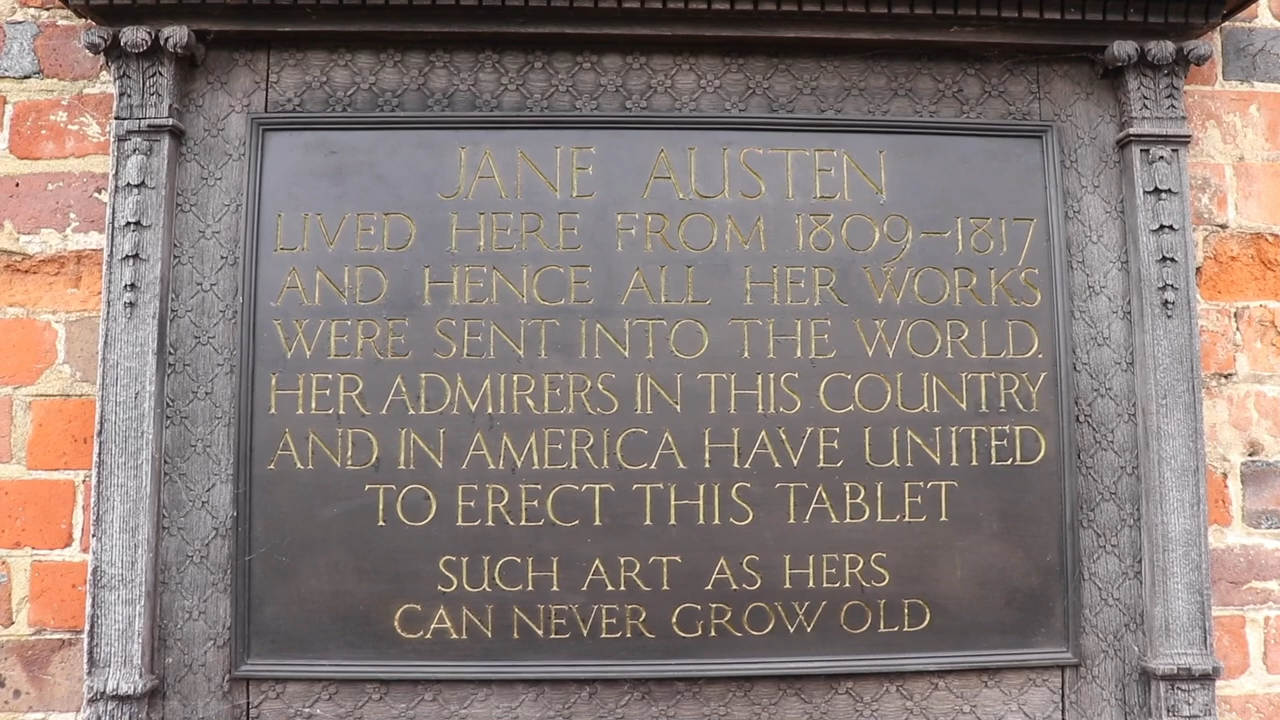 JANE AUSTEN
LIVED HERE FROM 1809-1817
AND HENCE ALL HER WORKS
WERE SENT INTO THE WORLD.
HER ADMIRERS IN THIS COUNTRY
AND IN AMERICA HAVE UNITED
TO ERECT THIS TABLET
SUCH ART AS HERS
CAN NEVER GROW OLD